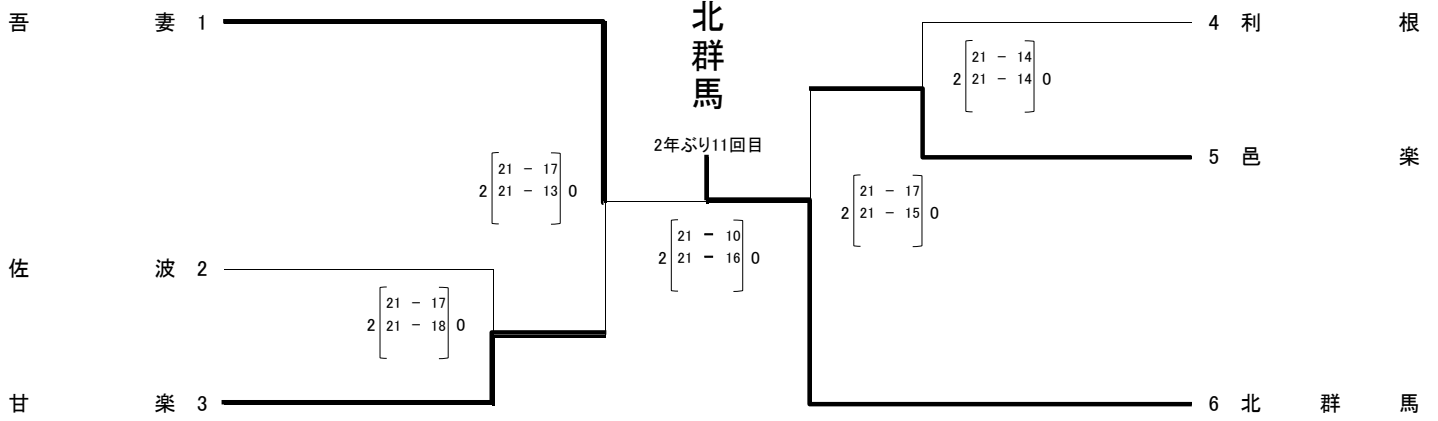 吾妻 1
北群馬
4 利根
2 [21 - 14 21 - 14] 0
2年ぶり11回目
5 邑楽
2 [21 - 17 21 - 13] 0
2 [21 - 17 21 - 15] 0
2 [21 - 10 21 - 16] 0
佐波 2
2 [21 - 17 21 - 18] 0
甘楽 3
6 北群馬